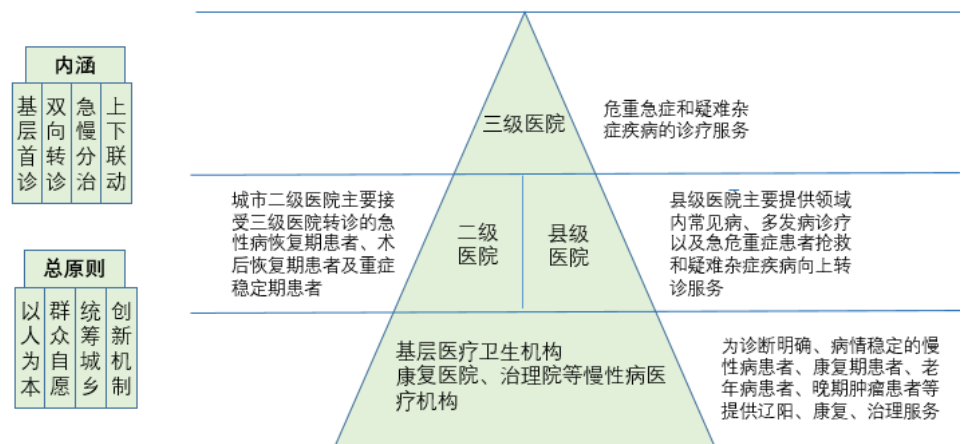 内涵
基层首诊
双向转诊
急慢分治
上下联动
总原则
以人为本
群众自愿
统筹城乡
创新机制
三级医院
危重急症和疑难杂
症疾病的诊疗服务
城市二级医院主要接
受三级医院转诊的急
性病恢复期患者、术
后恢复期患者及重症
稳定期患者
二级
医院
县级
医院
县级医院主要提供领域
内常见病、多发病诊疗
以及急危重症患者抢救
和疑难杂症疾病向上转
诊服务
基层医疗卫生机构
康复医院、治理院等慢性病医
疗机构
为诊断明确、病情稳定的慢
性病患者、康复期患者、老
年病患者、晚期肿瘤患者等
提供辽阳、康复、治理服务